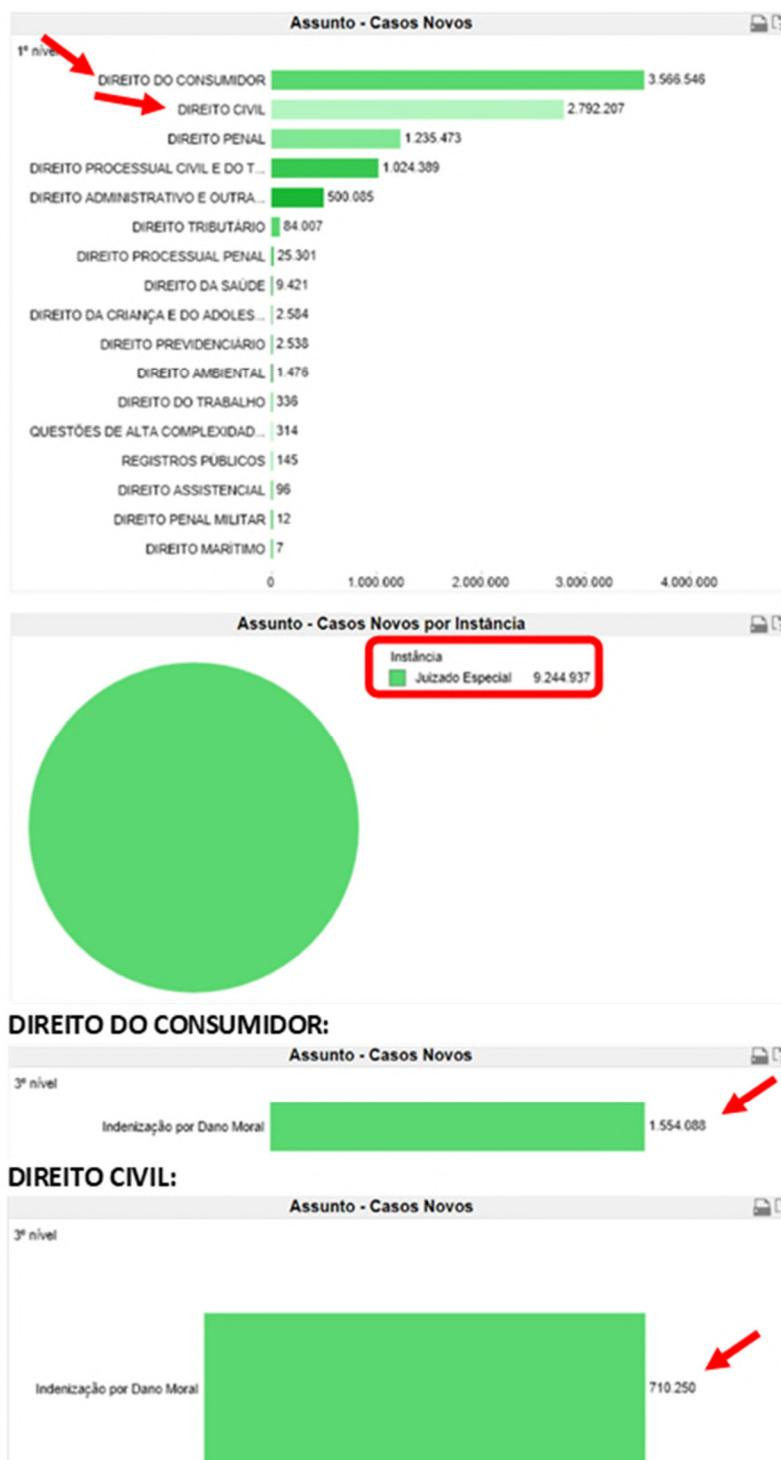 Assunto - Casos Novos
1º nível
DIREITO DO CONSUMIDOR 3.566.546
DIREITO CIVIL 2.792.207
DIREITO PENAL 1.235.473
DIREITO PROCESSUAL CIVIL E DO T... 1.024.389
DIREITO ADMINISTRATIVO E OUTRA... 500.085
DIREITO TRIBUTÁRIO 84.007
DIREITO PROCESSUAL PENAL 25.301
DIREITO DA SAÚDE 9.421
DIREITO DA CRIANÇA E DO ADOLES... 2.584
DIREITO PREVIDENCIÁRIO 2.538
DIREITO AMBIENTAL 1.476
DIREITO DO TRABALHO 336
QUESTÕES DE ALTA COMPLEXIDAD... 314
REGISTROS PÚBLICOS 145
DIREITO ASSISTENCIAL 96
DIREITO PENAL MILITAR 12
DIREITO MARÍTIMO 7
0 1.000.000 2.000.000 3.000.000 4.000.000
Assunto - Casos Novos por Instância
Instância
Juizado Especial 9.244.937
DIREITO DO CONSUMIDOR:
Assunto - Casos Novos
3º nível
Indenização por Dano Moral 1.554.088
DIREITO CIVIL:
Assunto - Casos Novos
3º nível
Indenização por Dano Moral 710.250